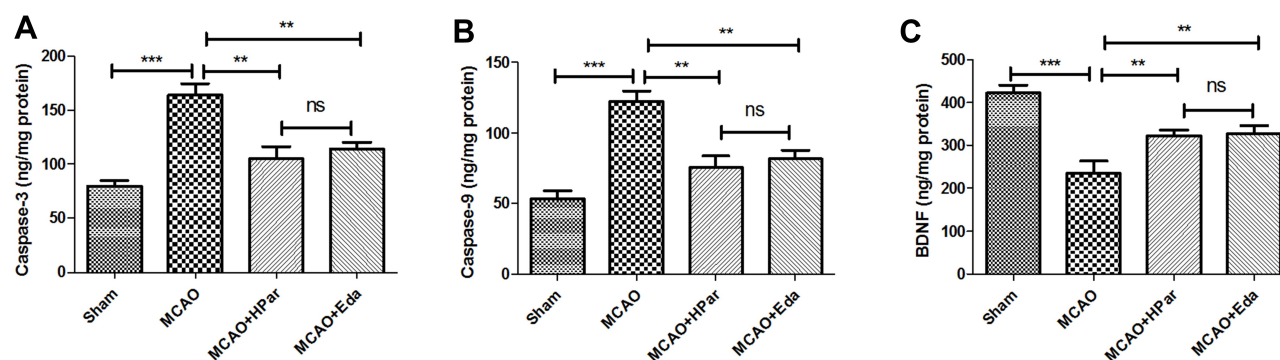 A
Caspase-3 (ng/mg protein)
200
150
100
50
0
***
**
**
ns
Sham
MCAO
MCAO+HPar
MCAO+Eda
B
Caspase-9 (ng/mg protein)
150
100
50
0
***
**
**
ns
Sham
MCAO
MCAO+HPar
MCAO+Eda
C
BDNF (ng/mg protein)
500
400
300
200
100
0
***
**
**
ns
Sham
MCAO
MCAO+HPar
MCAO+Eda